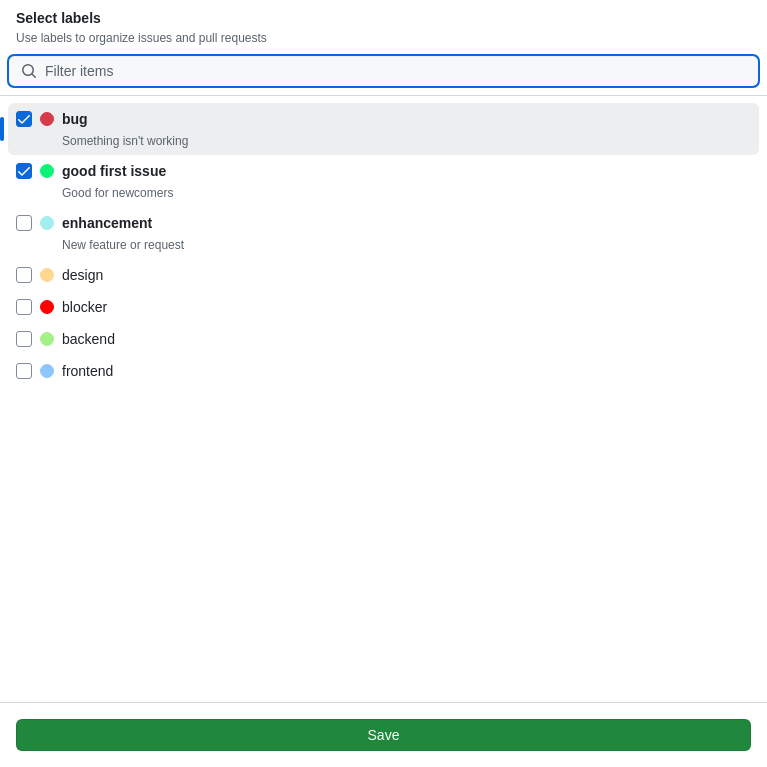 Select labels
Use labels to organize issues and pull requests
Filter items
bug
Something isn't working
good first issue
Good for newcomers
enhancement
New feature or request
design
blocker
backend
frontend
Save